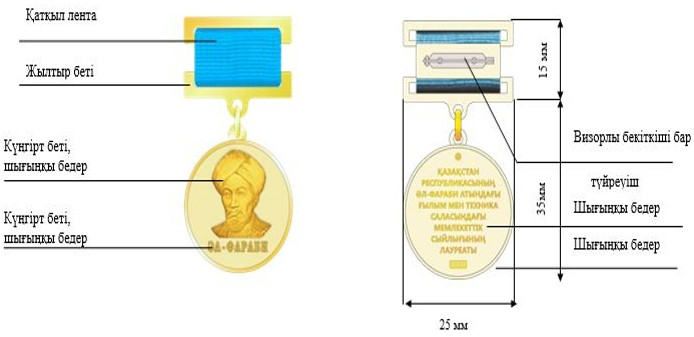 Қатқыл лента
Жылтыр беті
Күңгірт беті,
шығыңқы бедер
Күңгірт беті,
шығыңқы бедер
ӘЛ-ФАРАБИ
15 мм
Визорлы бекіткіші бар
түйреуіш
ҚАЗАҚСТАН
РЕСПУБЛИКАСЫНЫҢ
ӘЛ-ФАРАБИ АТЫНДАҒЫ
ҒЫЛЫМ МЕН ТЕХНИКА
САЛАСЫНДАҒЫ
МЕМЛЕКЕТТІК
СЫЙЛЫҒЫНЫҢ
ЛАУРЕАТЫ
35мм
Шығыңқы бедер
Шығыңқы бедер
25 мм